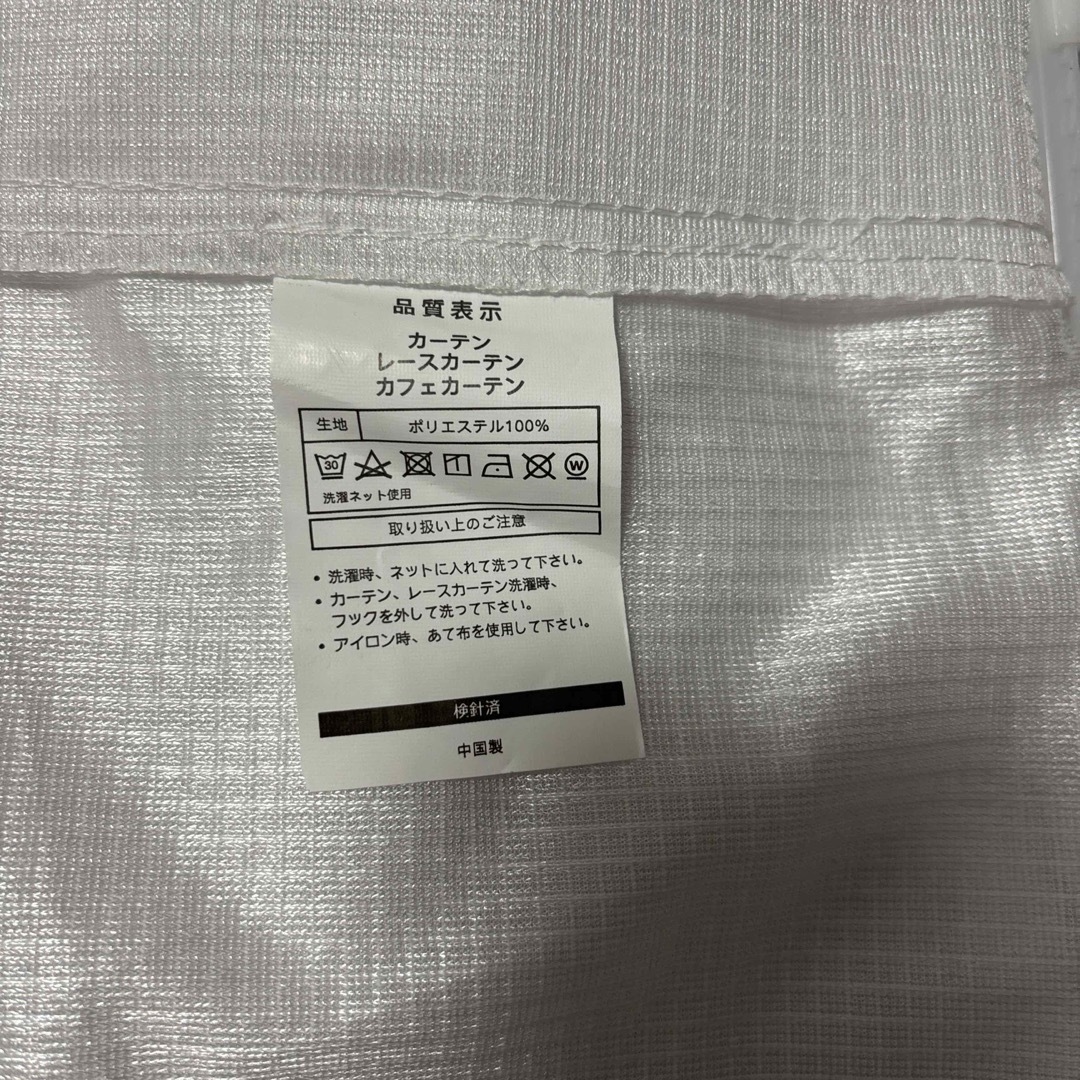 品質表示
カーテン
レースカーテン
カフェカーテン
生地 ポリエステル100%
30 W
洗濯ネット使用
取り扱い上のご注意
・洗濯時、ネットに入れて洗って下さい。
・カーテン、レースカーテン洗濯時、
フックを外して洗って下さい。
・アイロン時、あて布を使用して下さい。
検針済
中国製